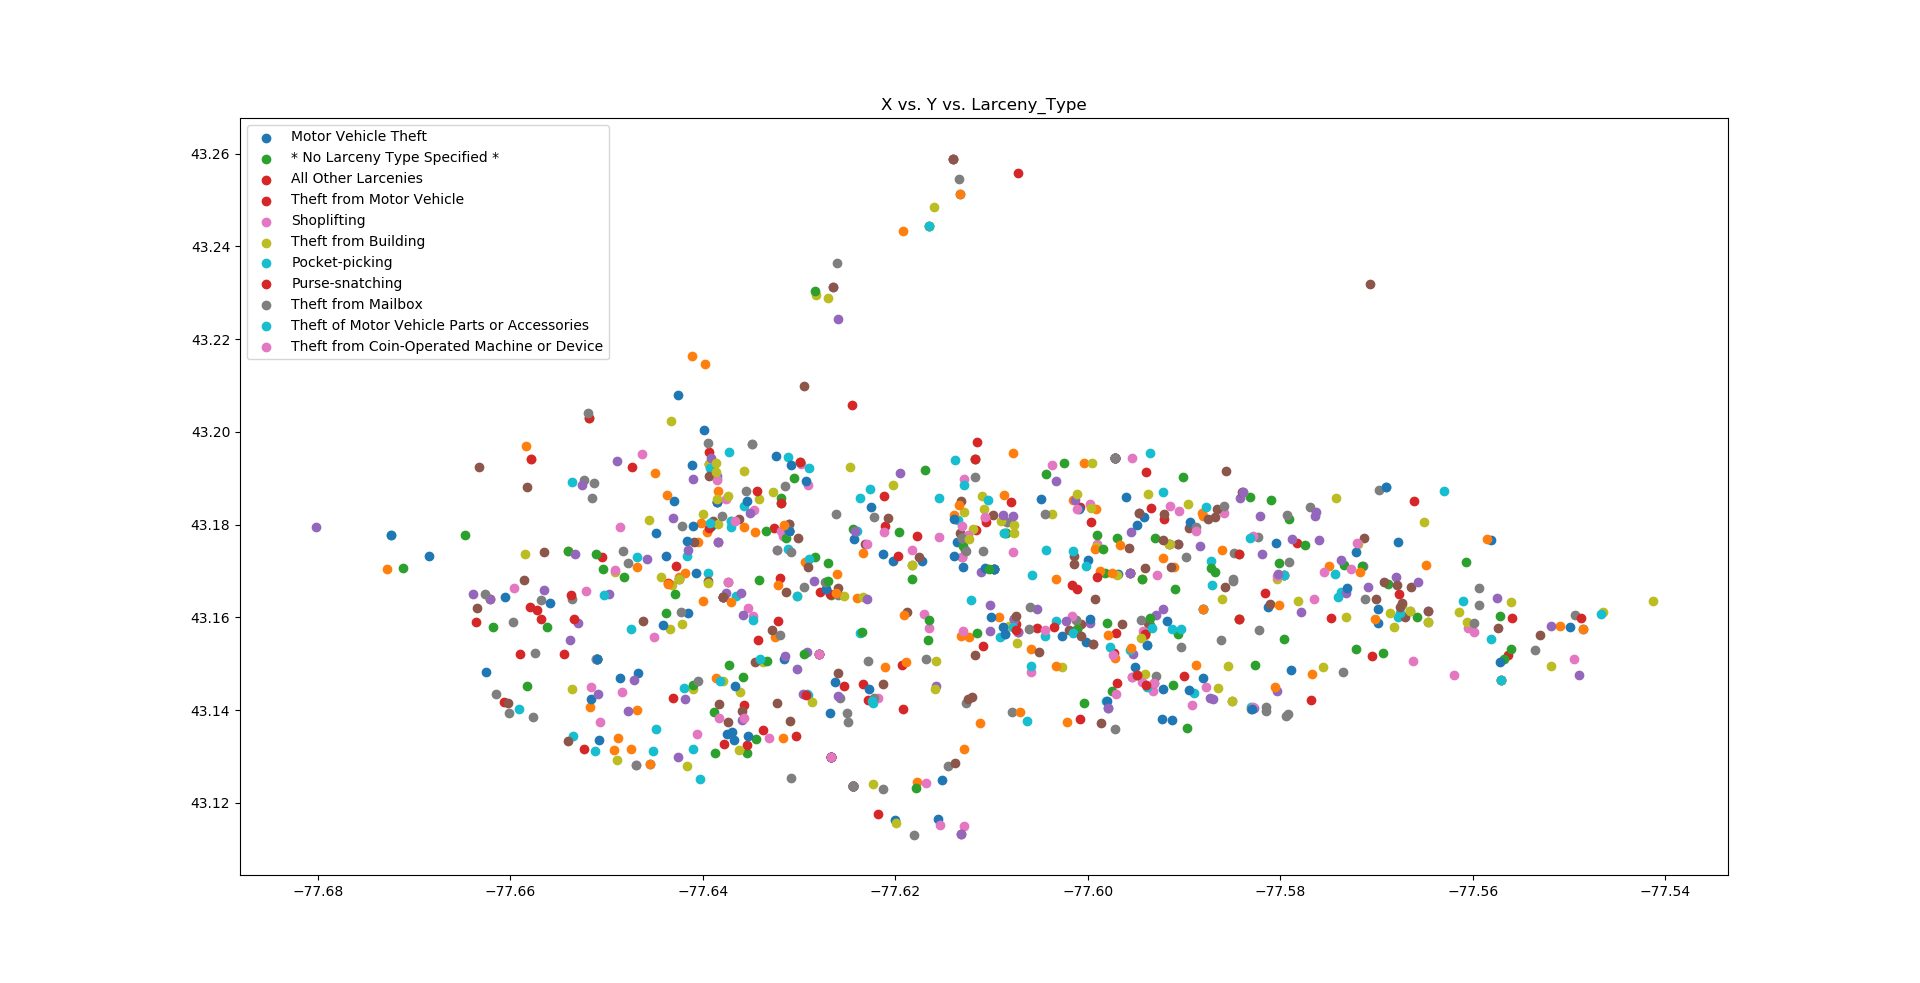 X vs. Y vs. Larceny_Type
Motor Vehicle Theft
* No Larceny Type Specified *
All Other Larcenies
Theft from Motor Vehicle
Shoplifting
Theft from Building
Pocket-picking
Purse-snatching
Theft from Mailbox
Theft of Motor Vehicle Parts or Accessories
Theft from Coin-Operated Machine or Device
43.26
43.24
43.22
43.20
43.18
43.16
43.14
43.12
−77.68 −77.66 −77.64 −77.62 −77.60 −77.58 −77.56 −77.54